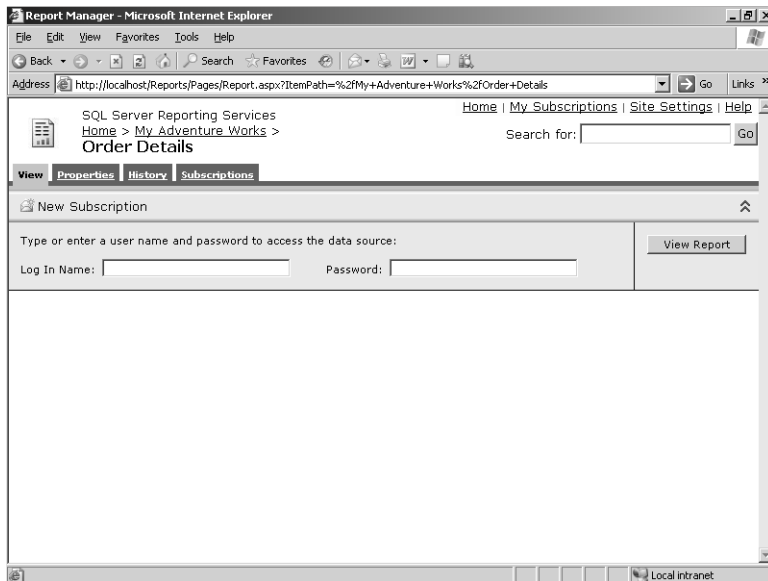 Report Manager - Microsoft Internet Explorer
File Edit View Favorites Tools Help
Back Search Favorites
Address http://localhost/Reports/Pages/Report.aspx?ItemPath=%2fMy+Adventure+Works%2fOrder+Details Go Links »
Home | My Subscriptions | Site Settings | Help
SQL Server Reporting Services
Home > My Adventure Works >
Order Details
Search for: Go
View Properties History Subscriptions
New Subscription
Type or enter a user name and password to access the data source:
View Report
Log In Name: Password:
Local intranet